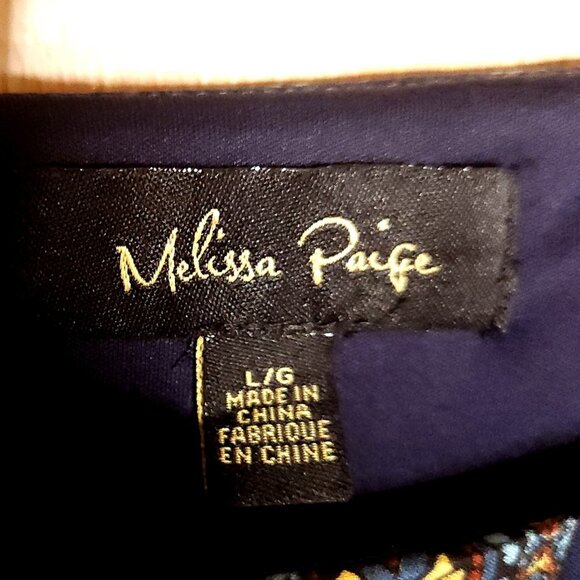 Melissa Paige
L/G
MADE IN
CHINA
FABRIQUE
EN CHINE